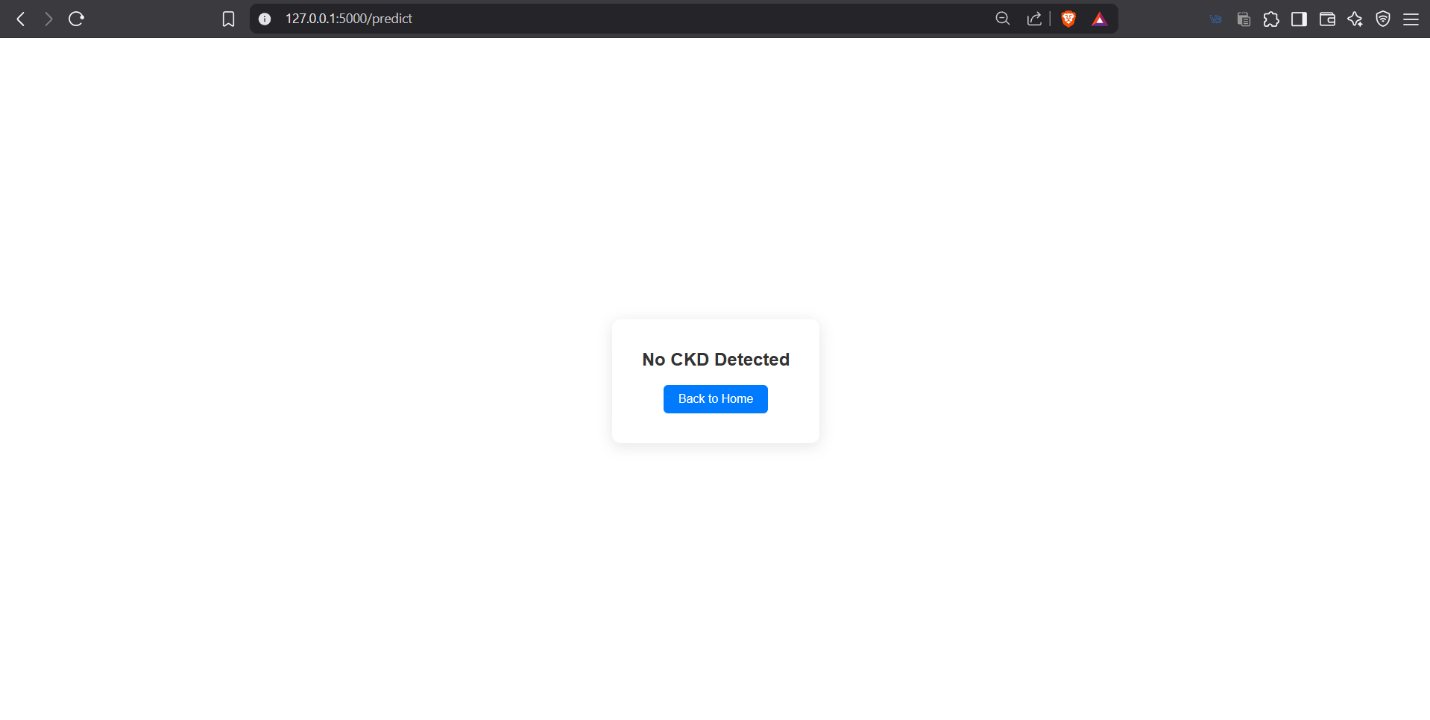 127.0.0.1:5000/predict
No CKD Detected
Back to Home